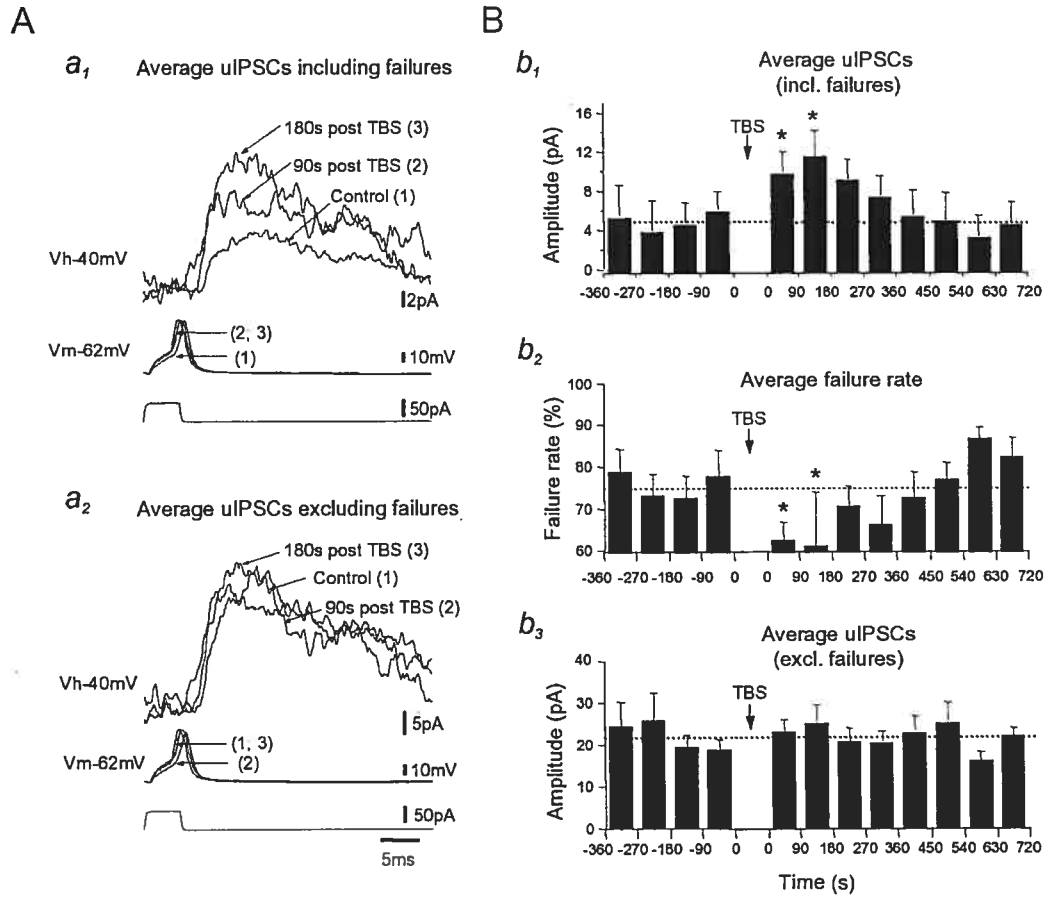 A
a1 Average uIPSCs including failures
180s post TBS (3)
90s post TBS (2)
Control (1)
Vh-40mV
2pA
(2, 3)
Vm-62mV
(1)
10mV
50pA
a2 Average uIPSCs excluding failures
180s post TBS (3)
Control (1)
90s post TBS (2)
Vh-40mV
5pA
(1, 3)
Vm-62mV
(2)
10mV
50pA
5ms
B
b1 Average uIPSCs
(incl. failures)
Amplitude (pA)
16
12
8
4
0
TBS
* *
-360 -270 -180 -90 0 0 90 180 270 360 450 540 630 720
b2 Average failure rate
Failure rate (%)
100
90
80
70
60
TBS
* *
-360 -270 -180 -90 0 0 90 180 270 360 450 540 630 720
b3 Average uIPSCs
(excl. failures)
Amplitude (pA)
40
30
20
10
0
TBS
-360 -270 -180 -90 0 0 90 180 270 360 450 540 630 720
Time (s)